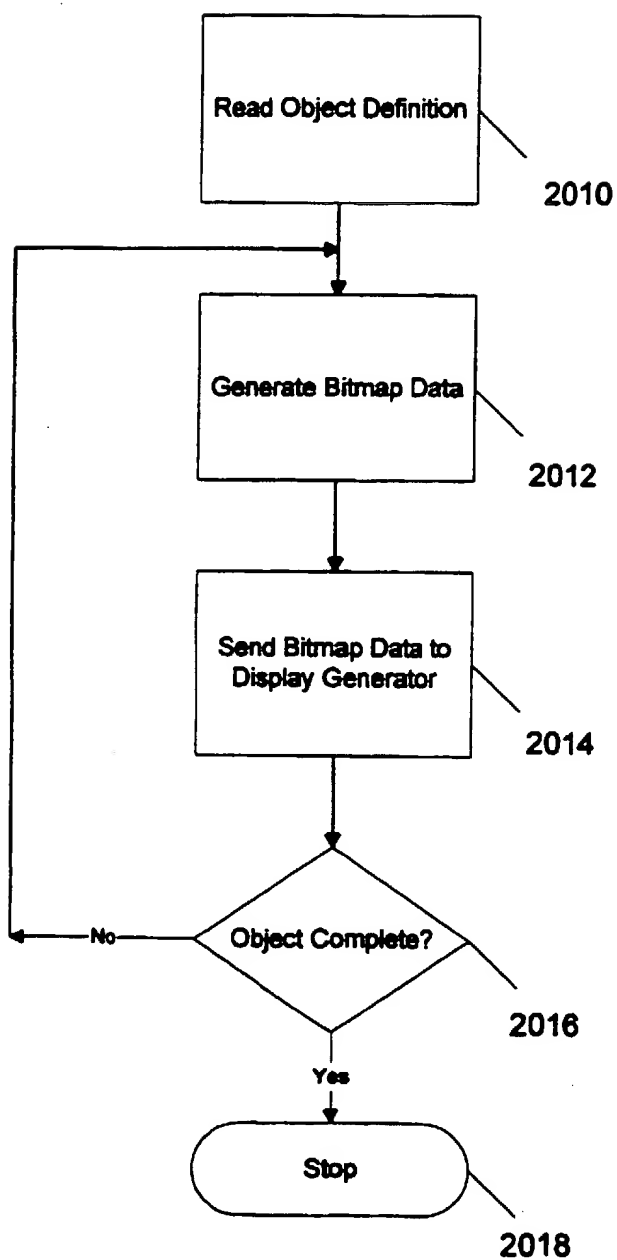 Read Object Definition
2010
Generate Bitmap Data
2012
Send Bitmap Data to
Display Generator
2014
Object Complete?
No
2016
Yes
Stop
2018